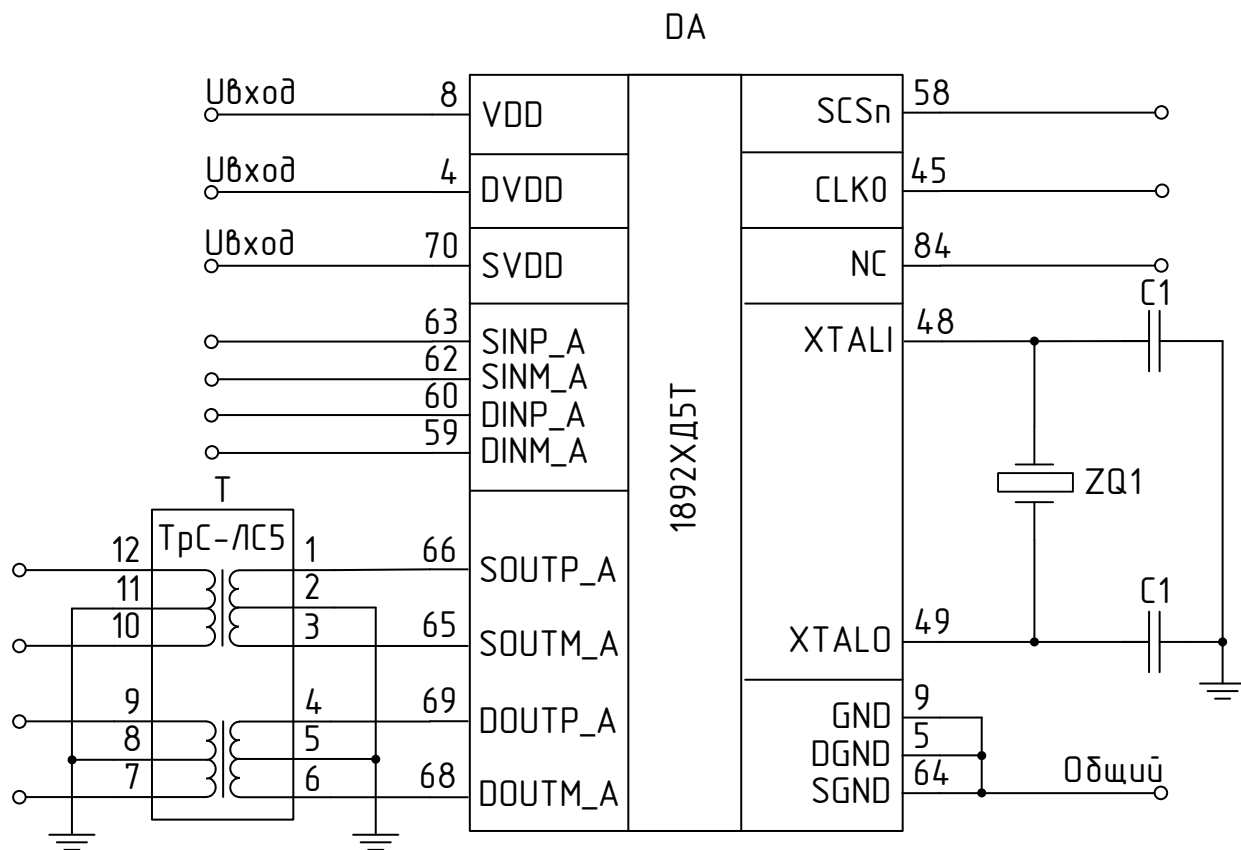 DA
Uвход 8 VDD
SCSn 58
Uвход 4 DVDD
CLKO 45
Uвход 70 SVDD
NC 84
63 SINP_A
62 SINM_A
60 DINP_A
59 DINM_A
XTALI 48
C1
1892ХД5Т
ZQ1
T
ТрС-ЛС5
12 1 66 SOUTP_A
11 2
10 3 65 SOUTM_A
XTALO 49
C1
9 4 69 DOUTP_A
8 5
7 6 68 DOUTM_A
GND 9
DGND 5
SGND 64
Общий